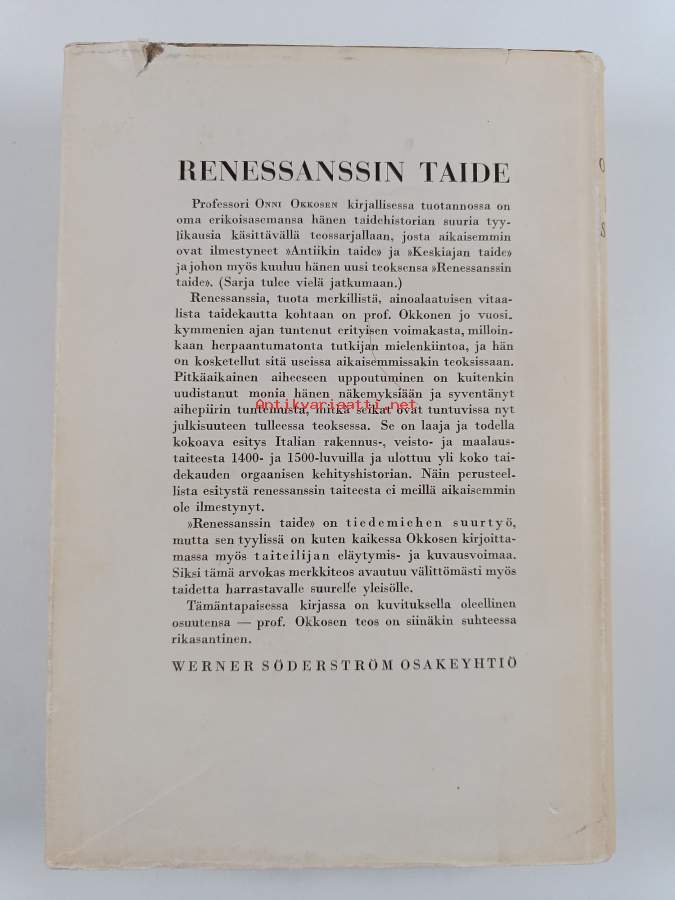 RENESSANSSIN TAIDE
Professori ONNI OKKOSEN kirjallisessa tuotannossa on
oma erikoisasemansa hänen taidehistorian suuria tyy-
likausia käsittävällä teossarjallaan, josta aikaisemmin
ovat ilmestyneet »Antiikin taide» ja »Keskiajan taide»
ja johon myös kuuluu hänen uusi teoksensa »Renessanssin
taide». (Sarja tulee vielä jatkumaan.)
Renessanssia, tuota merkillistä, ainoalaatuisen vitaa-
lista taidekautta kohtaan on prof. Okkonen jo vuosi-
kymmenien ajan tuntenut erityisen voimakasta, milloin-
kaan herpaantumatonta tutkijan mielenkiintoa, ja hän
on kosketellut sitä useissa aikaisemmissakin teoksissaan.
Pitkäaikainen aiheeseen uppoutuminen on kuitenkin
uudistanut monia hänen näkemyksiään ja syventänyt
aihepiirin tuntemusta, mitkä seikat ovat tuntuvissa nyt
Antikvariaatti.net
julkisuuteen tulleessa teoksessa. Se on laaja ja todella
kokoava esitys Italian rakennus-, veisto- ja maalaus-
taiteesta 1400- ja 1500-luvuilla ja ulottuu yli koko tai-
dekauden orgaanisen kehityshistorian. Näin perusteel-
lista esitystä renessanssin taiteesta ei meillä aikaisemmin
ole ilmestynyt.
»Renessanssin taide» on tiedemiehen suurtyö,
mutta sen tyylissä on kuten kaikessa Okkosen kirjoitta-
massa myös taiteilijan eläytymis- ja kuvausvoimaa.
Siksi tämä arvokas merkkiteos avautuu välittömästi myös
taidetta harrastavalle suurelle yleisölle.
Tämäntapaisessa kirjassa on kuvituksella oleellinen
osuutensa — prof. Okkosen teos on siinäkin suhteessa
rikasantinen.
WERNER SÖDERSTRÖM OSAKEYHTIÖ